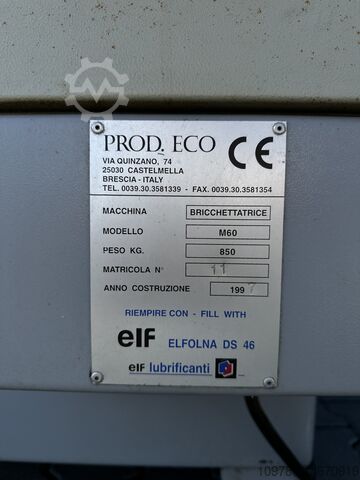 PROD. ECO
VIA QUINZANO, 74
25030 CASTELMELLA
BRESCIA - ITALY
TEL. 0039.30.3581339 - FAX. 0039.30.3581354
CE
MACCHINA BRICCHETTATRICE
MODELLO M60
PESO KG. 850
MATRICOLA N° 11
ANNO COSTRUZIONE 1997
RIEMPIRE CON - FILL WITH
elf ELFOLNA DS 46
elf lubrificanti